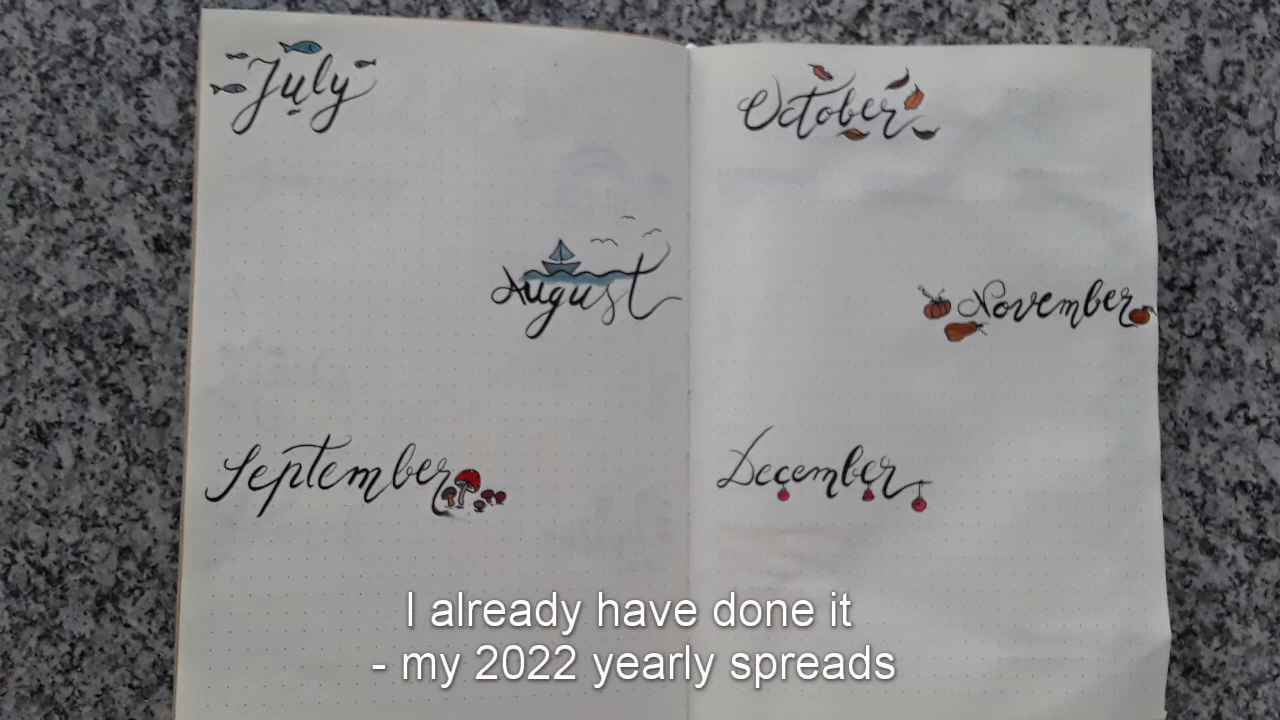 July
August
September
October
November
December
I already have done it
- my 2022 yearly spreads